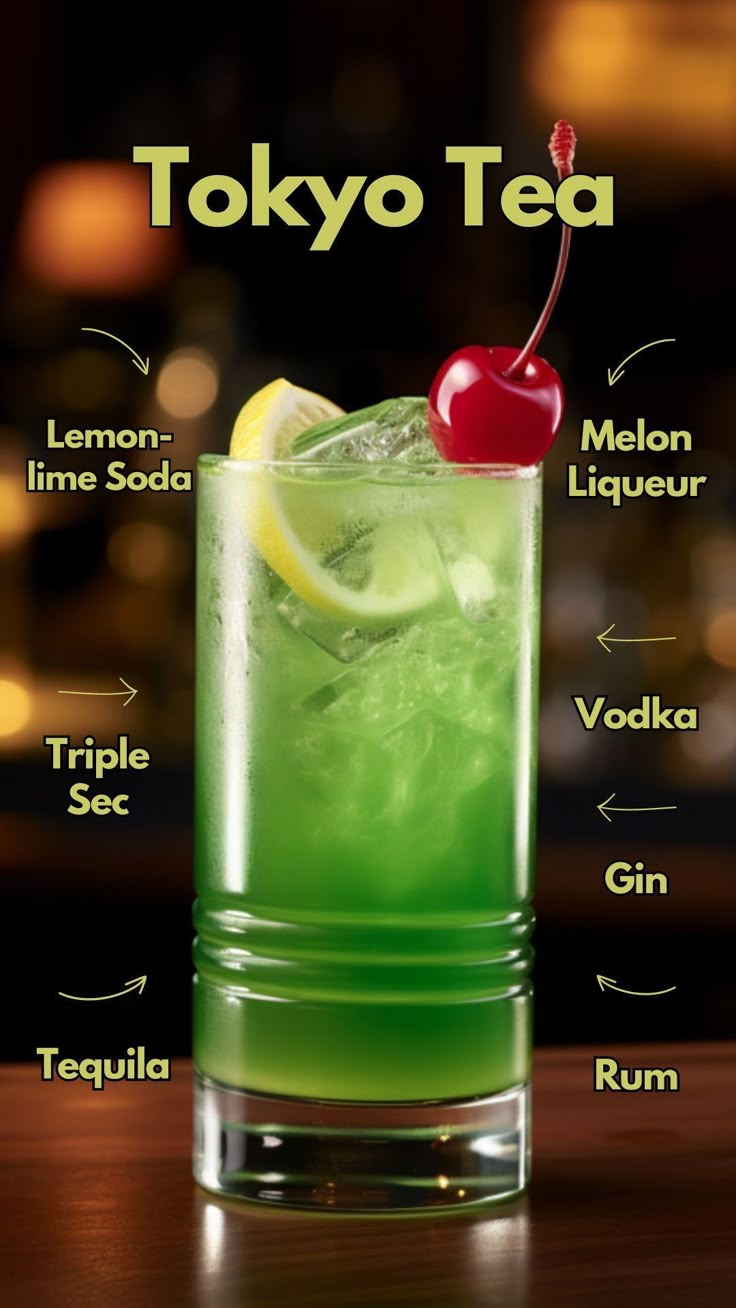 Tokyo Tea
Lemon-
lime Soda
Melon
Liqueur
Vodka
Triple
Sec
Gin
Tequila
Rum